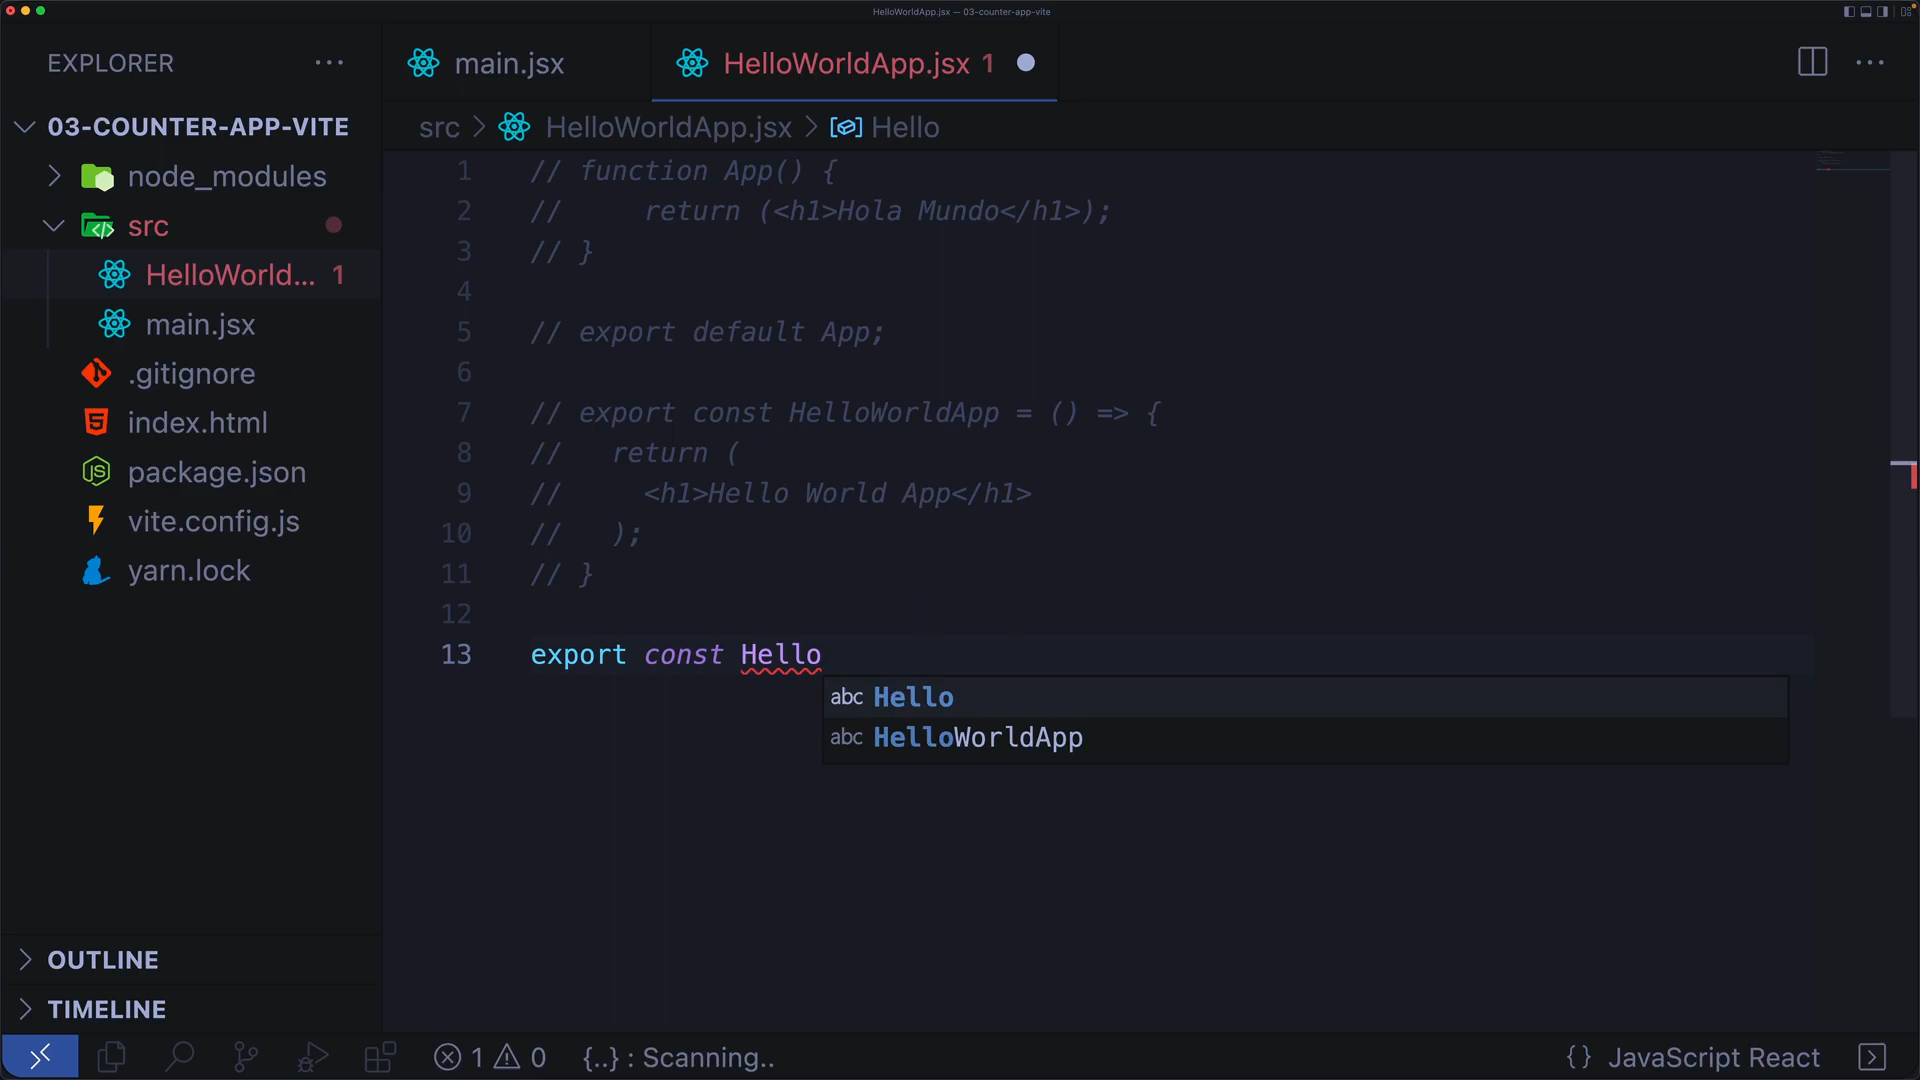 HelloWorldApp.jsx — 03-counter-app-vite
EXPLORER
main.jsx
HelloWorldApp.jsx 1
03-COUNTER-APP-VITE
src > HelloWorldApp.jsx > Hello
node_modules
src
HelloWorld... 1
main.jsx
.gitignore
index.html
package.json
vite.config.js
yarn.lock
1 // function App() {
2 //     return (<h1>Hola Mundo</h1>);
3 // }
4
5 // export default App;
6
7 // export const HelloWorldApp = () => {
8 //   return (
9 //     <h1>Hello World App</h1>
10 //   );
11 // }
12
13 export const Hello
abc Hello
abc HelloWorldApp
OUTLINE
TIMELINE
1 0 {..} : Scanning.. {} JavaScript React